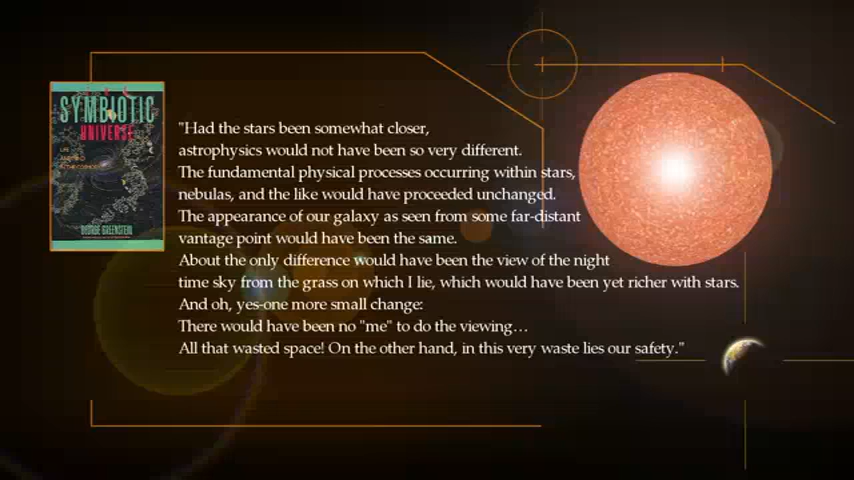 SYMBIOTIC
UNIVERSE
GEORGE GREENSTEIN
"Had the stars been somewhat closer,
astrophysics would not have been so very different.
The fundamental physical processes occurring within stars,
nebulas, and the like would have proceeded unchanged.
The appearance of our galaxy as seen from some far-distant
vantage point would have been the same.
About the only difference would have been the view of the night
time sky from the grass on which I lie, which would have been yet richer with stars.
And oh, yes-one more small change:
There would have been no "me" to do the viewing…
All that wasted space! On the other hand, in this very waste lies our safety."